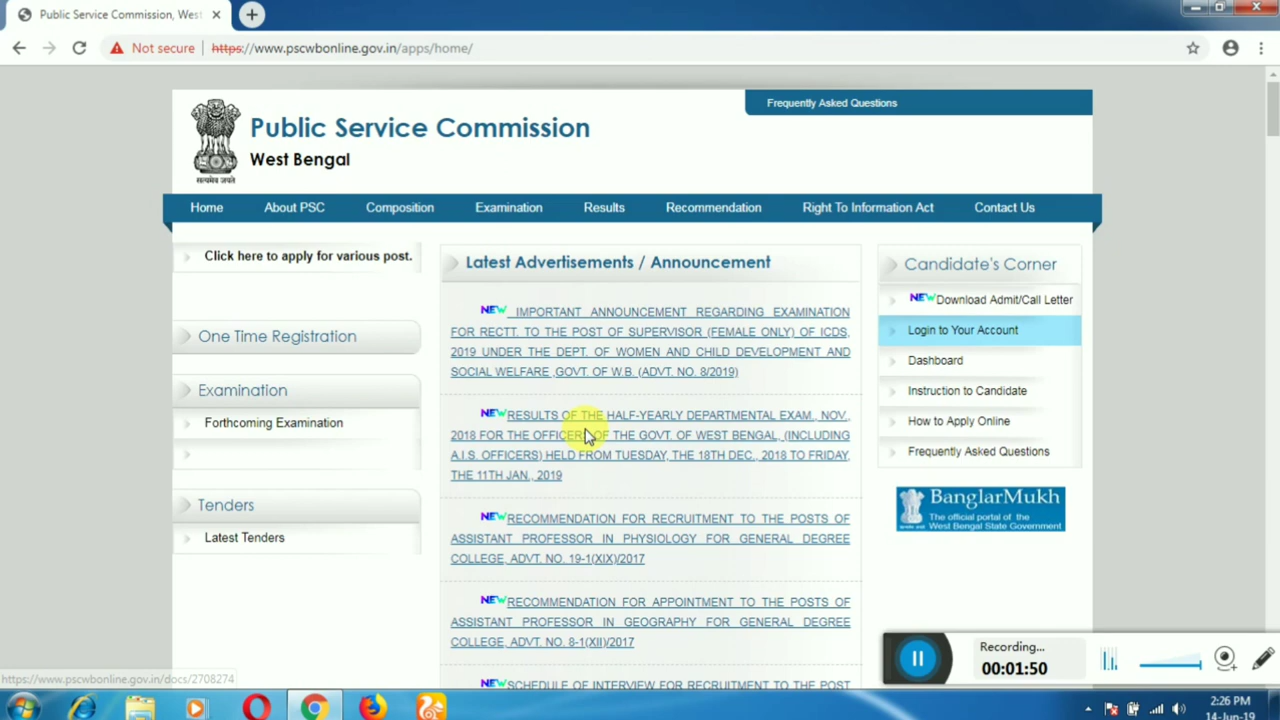 Public Service Commission, West
Not secure
https://www.pscwbonline.gov.in/apps/home/
Frequently Asked Questions
Public Service Commission
West Bengal
सत्यमेव जयते
Home About PSC Composition Examination Results Recommendation Right To Information Act Contact Us
Click here to apply for various post.
One Time Registration
Examination
Forthcoming Examination
Tenders
Latest Tenders
Latest Advertisements / Announcement
NEW IMPORTANT ANNOUNCEMENT REGARDING EXAMINATION
FOR RECTT. TO THE POST OF SUPERVISOR (FEMALE ONLY) OF ICDS,
2019 UNDER THE DEPT. OF WOMEN AND CHILD DEVELOPMENT AND
SOCIAL WELFARE ,GOVT. OF W.B. (ADVT. NO. 8/2019)
NEW RESULTS OF THE HALF-YEARLY DEPARTMENTAL EXAM., NOV.,
2018 FOR THE OFFICERS OF THE GOVT. OF WEST BENGAL, (INCLUDING
A.I.S. OFFICERS) HELD FROM TUESDAY, THE 18TH DEC., 2018 TO FRIDAY,
THE 11TH JAN., 2019
NEW RECOMMENDATION FOR RECRUITMENT TO THE POSTS OF
ASSISTANT PROFESSOR IN PHYSIOLOGY FOR GENERAL DEGREE
COLLEGE, ADVT. NO. 19-1(XIX)/2017
NEW RECOMMENDATION FOR APPOINTMENT TO THE POSTS OF
ASSISTANT PROFESSOR IN GEOGRAPHY FOR GENERAL DEGREE
COLLEGE, ADVT. NO. 8-1(XII)/2017
NEW SCHEDULE OF INTERVIEW FOR RECRUITMENT TO THE POST
Candidate's Corner
NEW Download Admit/Call Letter
Login to Your Account
Dashboard
Instruction to Candidate
How to Apply Online
Frequently Asked Questions
BanglarMukh
The official portal of the
West Bengal State Government
Recording...
00:01:50
https://www.pscwbonline.gov.in/docs/2708274
2:26 PM
14-Jun-19